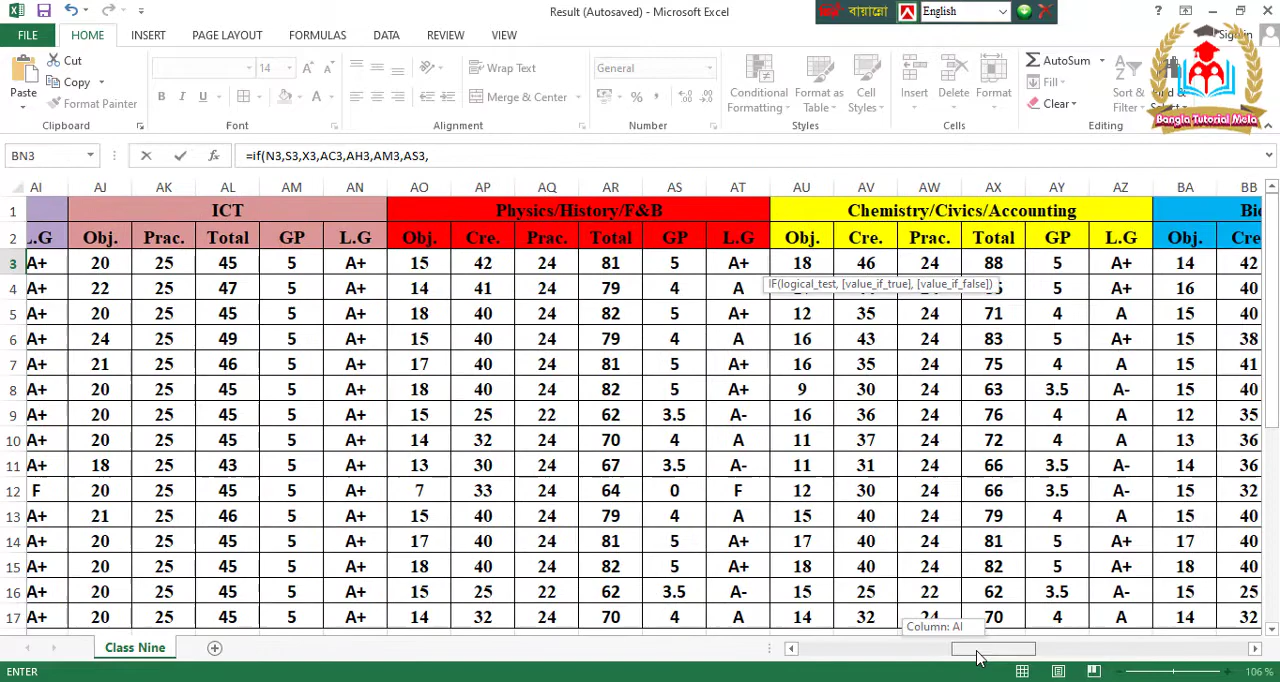 Result (Autosaved) - Microsoft Excel
বায়ান্নো English
FILE HOME INSERT PAGE LAYOUT FORMULAS DATA REVIEW VIEW
Paste Cut Copy Format Painter
14 A A B I U A
Wrap Text Merge & Center
General % ,
Conditional Formatting Format as Table Cell Styles Insert Delete Format
AutoSum Fill Clear Sort & Filter
Clipboard Font Alignment Number Styles Cells Editing
Bangla Tutorial Mela
BN3 fx =if(N3,S3,X3,AC3,AH3,AM3,AS3,
AI AJ AK AL AM AN AO AP AQ AR AS AT AU AV AW AX AY AZ BA BB
1 ICT Physics/History/F&B Chemistry/Civics/Accounting
2 L.G Obj. Prac. Total GP L.G Obj. Cre. Prac. Total GP L.G Obj. Cre. Prac. Total GP L.G Obj. Cre
3 A+ 20 25 45 5 A+ 15 42 24 81 5 A+ 18 46 24 88 5 A+ 14 42
IF(logical_test, [value_if_true], [value_if_false])
4 A+ 22 25 47 5 A+ 14 41 24 79 4 A 5 A+ 16 40
5 A+ 20 25 45 5 A+ 18 40 24 82 5 A+ 12 35 24 71 4 A 15 40
6 A+ 24 25 49 5 A+ 15 40 24 79 4 A 16 43 24 83 5 A+ 15 38
7 A+ 21 25 46 5 A+ 17 40 24 81 5 A+ 16 35 24 75 4 A 15 41
8 A+ 20 25 45 5 A+ 18 40 24 82 5 A+ 9 30 24 63 3.5 A- 15 40
9 A+ 20 25 45 5 A+ 15 25 22 62 3.5 A- 16 36 24 76 4 A 12 35
10 A+ 20 25 45 5 A+ 14 32 24 70 4 A 11 37 24 72 4 A 13 36
11 A+ 18 25 43 5 A+ 13 30 24 67 3.5 A- 11 31 24 66 3.5 A- 14 36
12 F 20 25 45 5 A+ 7 33 24 64 0 F 12 30 24 66 3.5 A- 15 32
13 A+ 21 25 46 5 A+ 15 40 24 79 4 A 15 40 24 79 4 A 15 40
14 A+ 20 25 45 5 A+ 17 40 24 81 5 A+ 17 40 24 81 5 A+ 17 40
15 A+ 20 25 45 5 A+ 18 40 24 82 5 A+ 18 40 24 82 5 A+ 18 40
16 A+ 20 25 45 5 A+ 15 25 22 62 3.5 A- 15 25 22 62 3.5 A- 15 25
17 A+ 20 25 45 5 A+ 14 32 24 70 4 A 14 32 24 70 4 A 14 32
Column: AI
Class Nine
ENTER 106 %